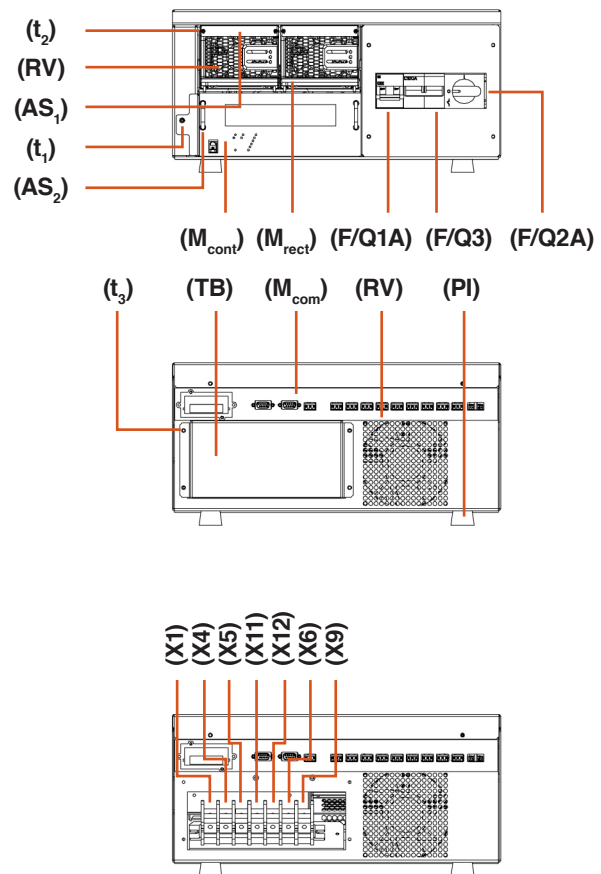 (t2)
(RV)
(AS1)
(t1)
(AS2)
(Mcont) (Mrect) (F/Q1A) (F/Q3) (F/Q2A)
(t3) (TB) (Mcom) (RV) (PI)
(X1) (X4) (X5) (X11) (X12) (X6) (X9)